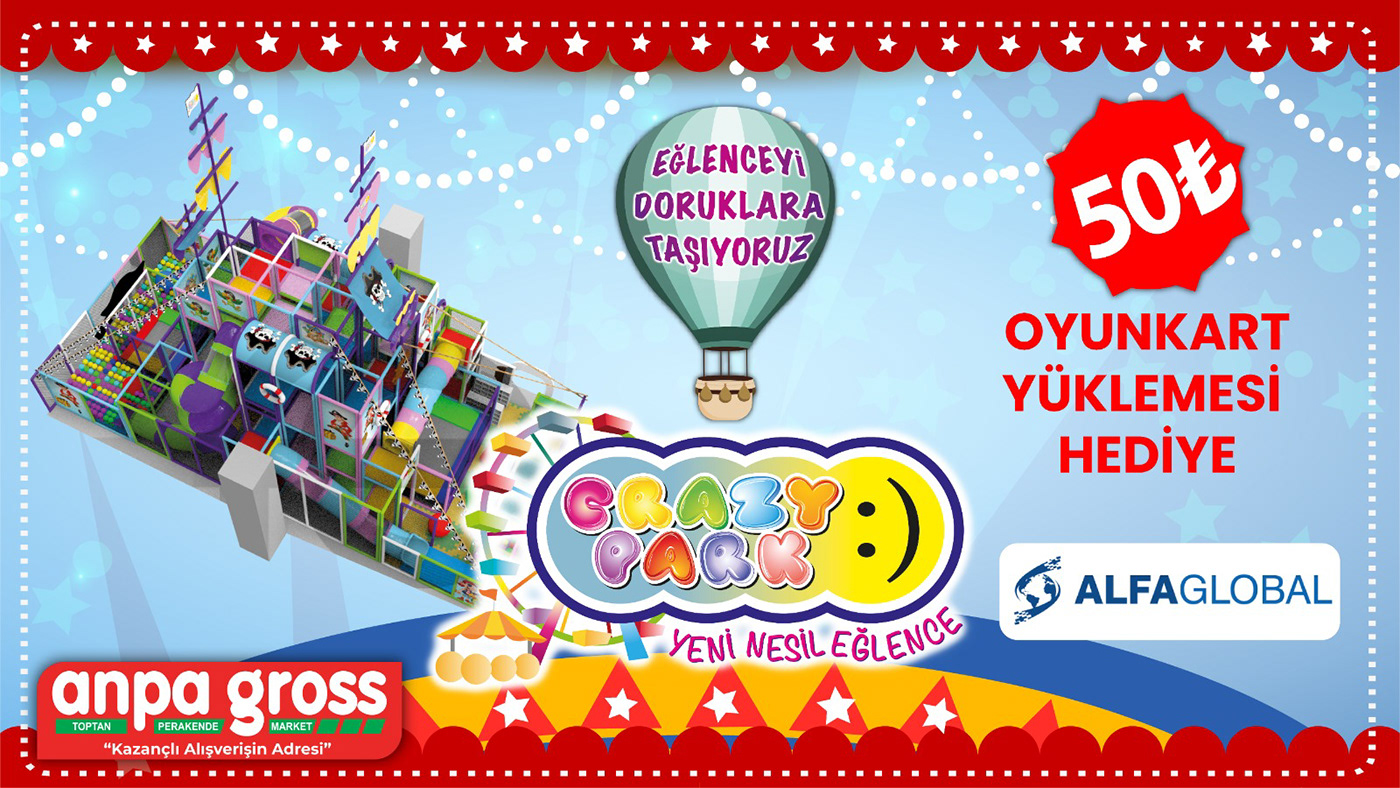 EĞLENCEYİ
DORUKLARA
TAŞIYORUZ
50₺
OYUNKART
YÜKLEMESİ
HEDİYE
CRAZY
PARK
YENİ NESİL EĞLENCE
ALFAGLOBAL
anpa gross
TOPTAN PERAKENDE MARKET
“Kazançlı Alışverişin Adresi”